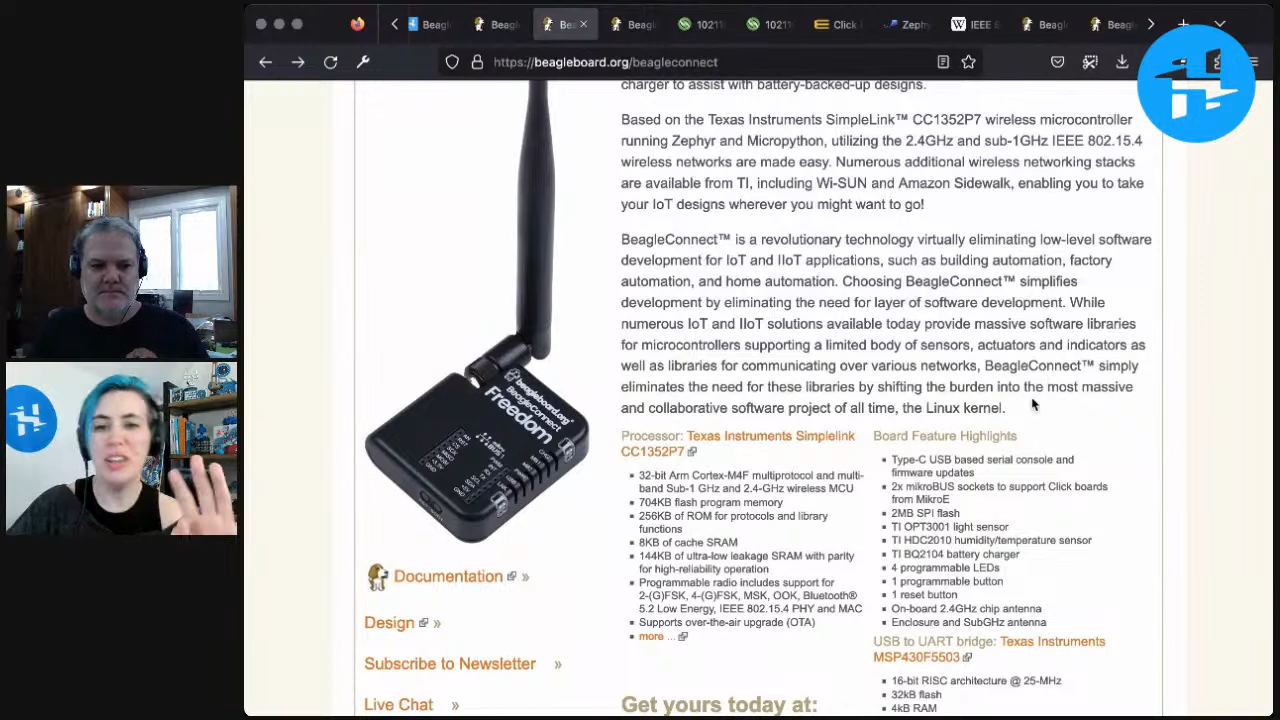 Beagle
Beagl
Bea
Beagl
10211
10211
Click
Zeph
W IEEE 8
Beagl
Beagl
https://beagleboard.org/beagleconnect
charger to assist with battery-backed-up designs.
Based on the Texas Instruments SimpleLink™ CC1352P7 wireless microcontroller
running Zephyr and Micropython, utilizing the 2.4GHz and sub-1GHz IEEE 802.15.4
wireless networks are made easy. Numerous additional wireless networking stacks
are available from TI, including Wi-SUN and Amazon Sidewalk, enabling you to take
your IoT designs wherever you might want to go!
BeagleConnect™ is a revolutionary technology virtually eliminating low-level software
development for IoT and IIoT applications, such as building automation, factory
automation, and home automation. Choosing BeagleConnect™ simplifies
development by eliminating the need for layer of software development. While
numerous IoT and IIoT solutions available today provide massive software libraries
for microcontrollers supporting a limited body of sensors, actuators and indicators as
well as libraries for communicating over various networks, BeagleConnect™ simply
eliminates the need for these libraries by shifting the burden into the most massive
and collaborative software project of all time, the Linux kernel.
beagleboard.org
BeagleConnect
Freedom
Documentation »
Design »
Subscribe to Newsletter »
Live Chat »
Processor: Texas Instruments Simplelink
CC1352P7
32-bit Arm Cortex-M4F multiprotocol and multi-
band Sub-1 GHz and 2.4-GHz wireless MCU
704KB flash program memory
256KB of ROM for protocols and library
functions
8KB of cache SRAM
144KB of ultra-low leakage SRAM with parity
for high-reliability operation
Programmable radio includes support for
2-(G)FSK, 4-(G)FSK, MSK, OOK, Bluetooth®
5.2 Low Energy, IEEE 802.15.4 PHY and MAC
Supports over-the-air upgrade (OTA)
more ...
Board Feature Highlights
Type-C USB based serial console and
firmware updates
2x mikroBUS sockets to support Click boards
from MikroE
2MB SPI flash
TI OPT3001 light sensor
TI HDC2010 humidity/temperature sensor
TI BQ2104 battery charger
4 programmable LEDs
1 programmable button
1 reset button
On-board 2.4GHz chip antenna
Enclosure and SubGHz antenna
USB to UART bridge: Texas Instruments
MSP430F5503
16-bit RISC architecture @ 25-MHz
32kB flash
4kB RAM
Get yours today at: